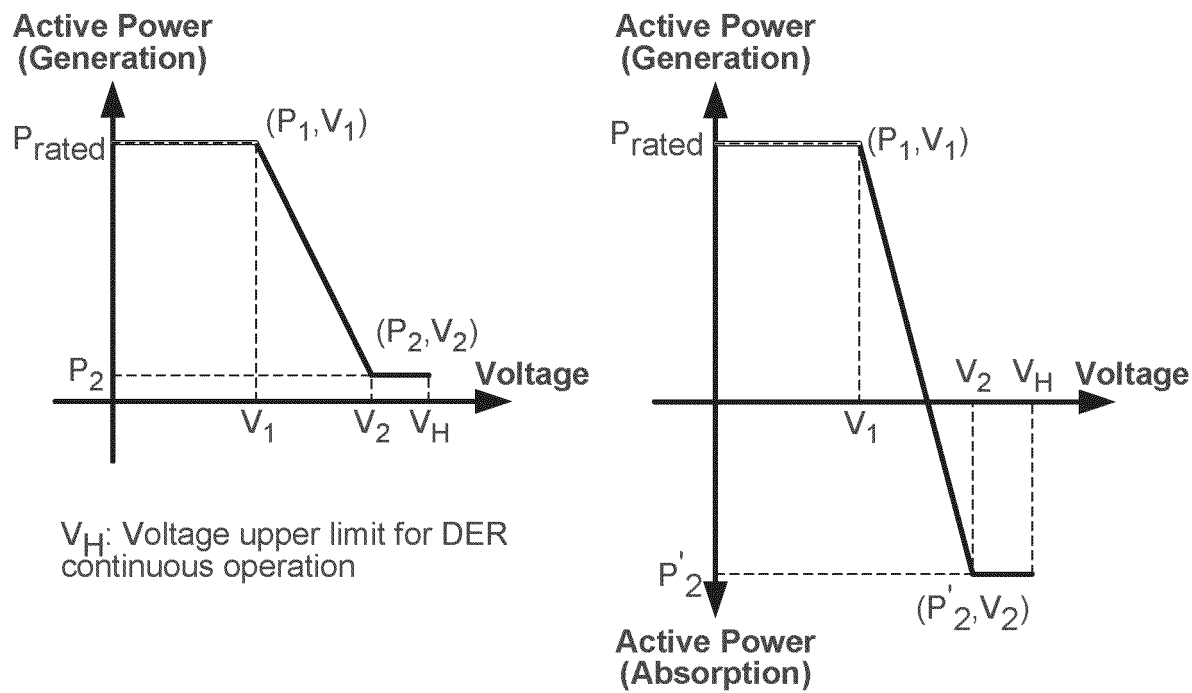 Active Power
(Generation)
P_rated
(P_1,V_1)
(P_2,V_2)
P_2
Voltage
V_1
V_2
V_H
V_H: Voltage upper limit for DER
continuous operation
Active Power
(Generation)
P_rated
(P_1,V_1)
V_2
V_H
Voltage
V_1
P'_2
(P'_2,V_2)
Active Power
(Absorption)